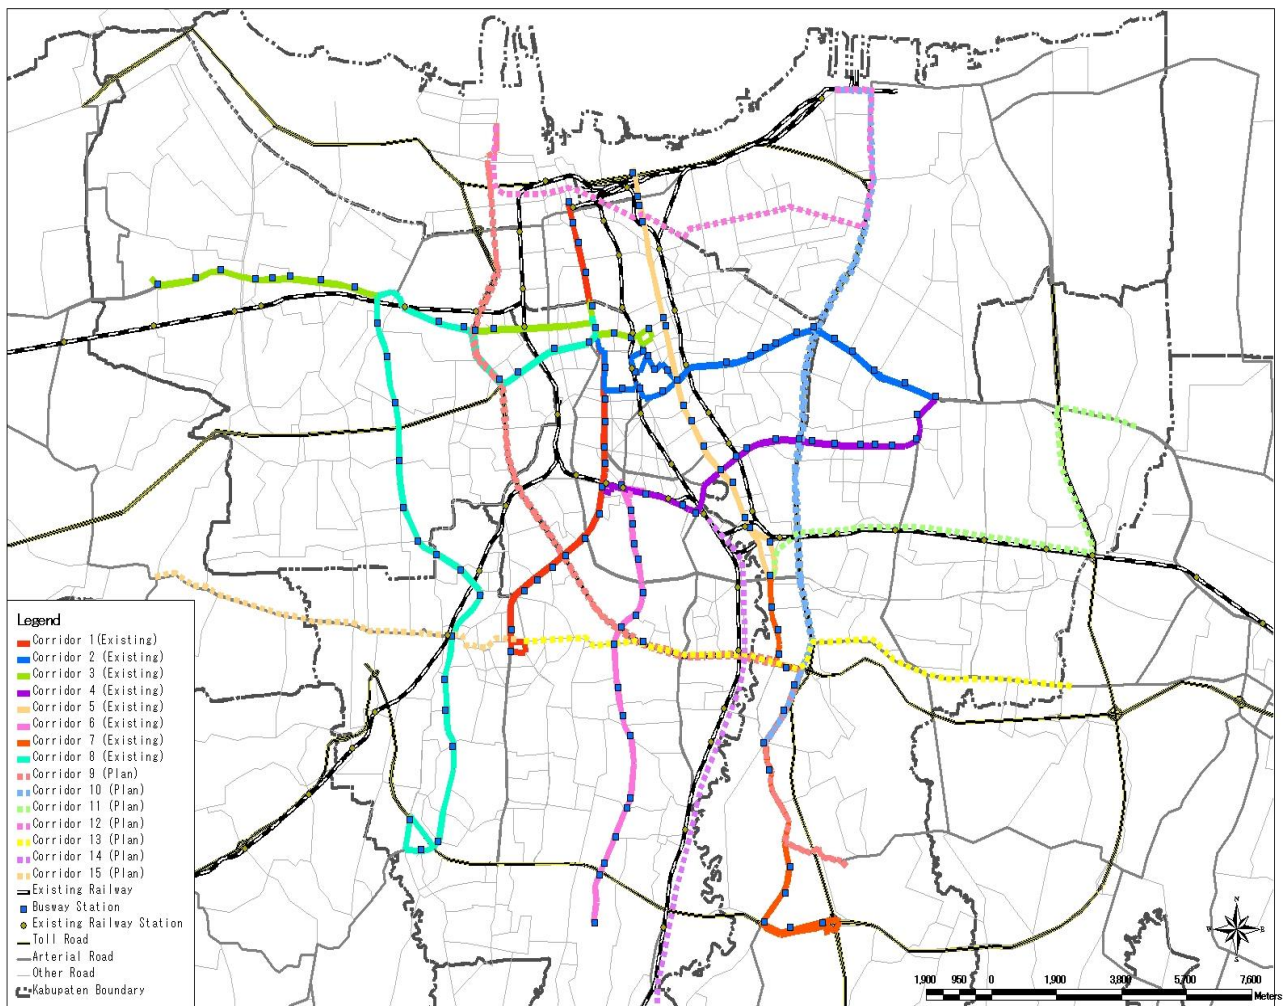 Legend
Corridor 1(Existing)
Corridor 2 (Existing)
Corridor 3 (Existing)
Corridor 4 (Existing)
Corridor 5 (Existing)
Corridor 6 (Existing)
Corridor 7 (Existing)
Corridor 8 (Existing)
Corridor 9 (Plan)
Corridor 10 (Plan)
Corridor 11 (Plan)
Corridor 12 (Plan)
Corridor 13 (Plan)
Corridor 14 (Plan)
Corridor 15 (Plan)
Existing Railway
Busway Station
Existing Railway Station
Toll Road
Arterial Road
Other Road
Kabupaten Boundary
N
W E
S
1,900 950 0 1,900 3,800 5,700 7,600
Meters